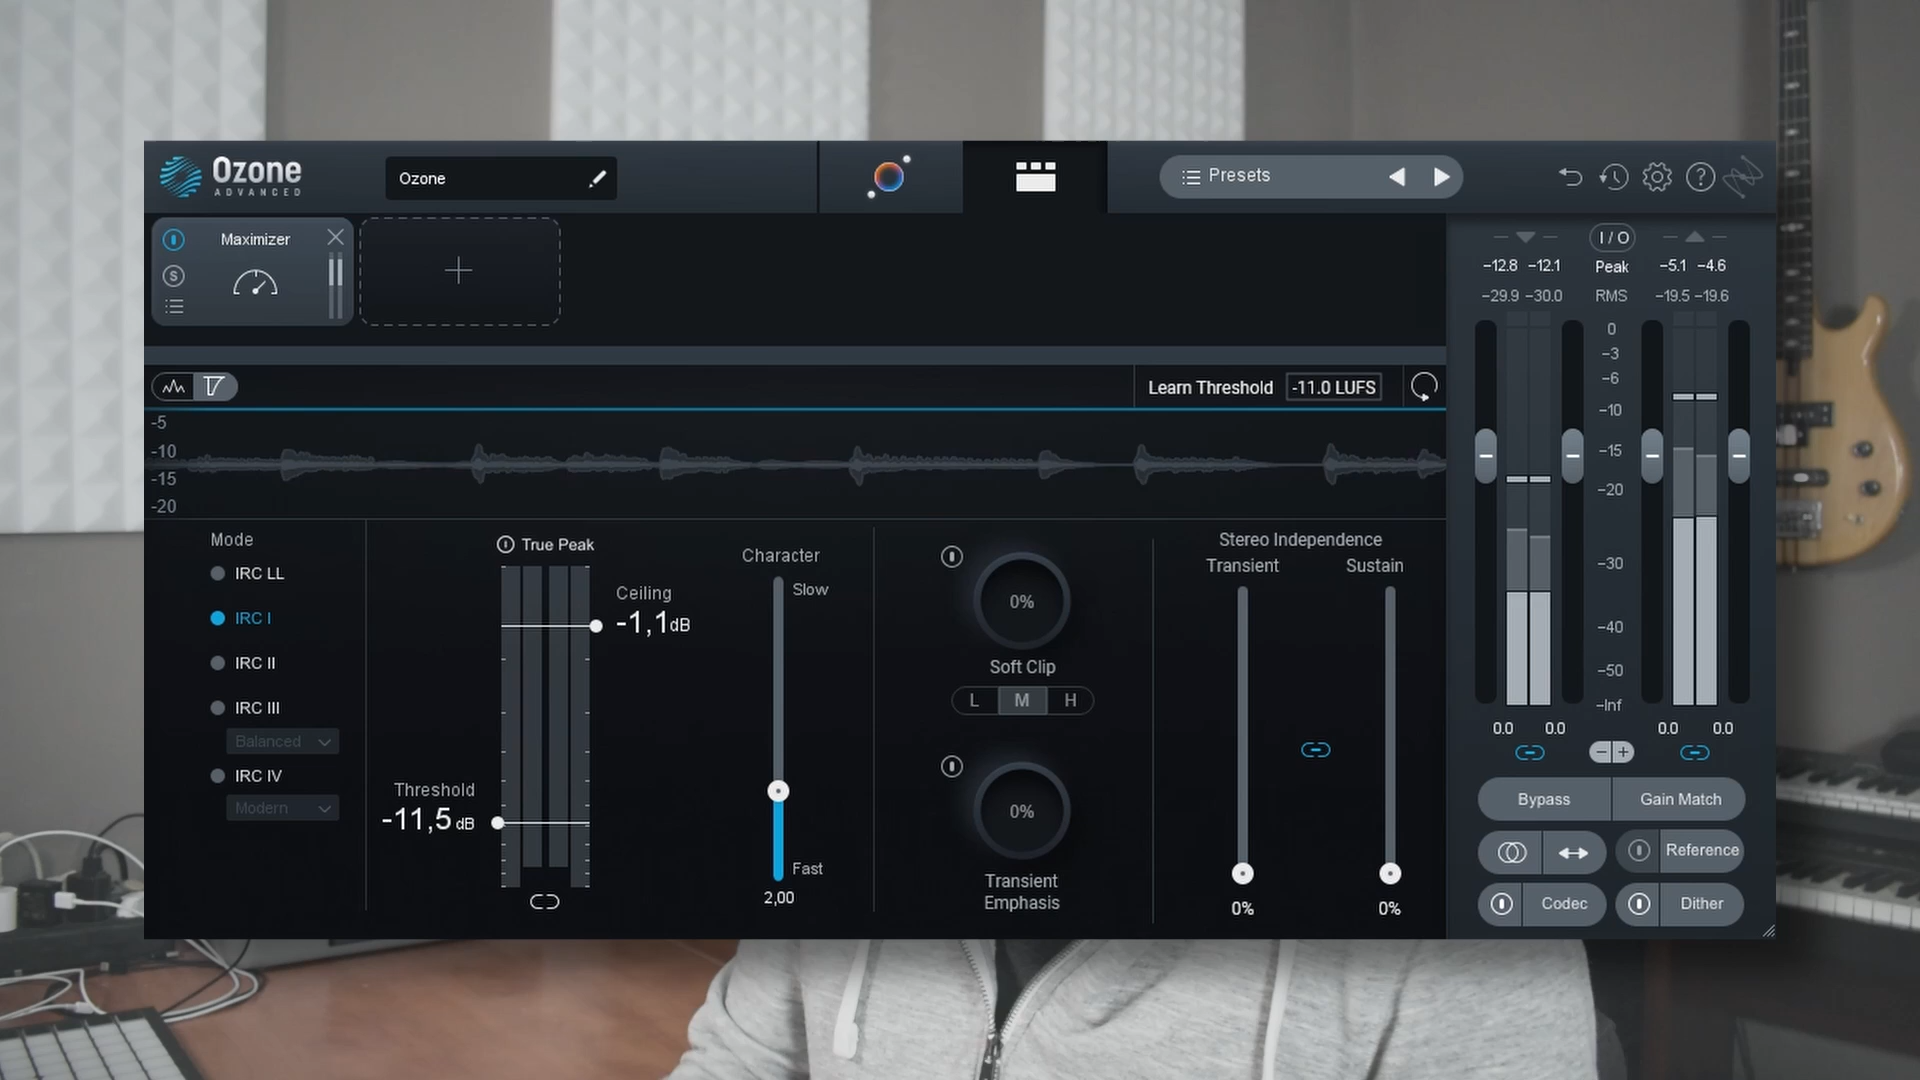 Ozone
ADVANCED
Ozone
Presets
Maximizer
S
I/O
-12.8 -12.1 Peak -5.1 -4.6
-29.9 -30.0 RMS -19.5 -19.6
Learn Threshold -11.0 LUFS
-5
-10
-15
-20
Mode
IRC LL
IRC I
IRC II
IRC III
Balanced
IRC IV
Modern
True Peak
Ceiling
-1,1dB
Threshold
-11,5 dB
Character
Slow
Fast
2,00
0%
Soft Clip
L M H
0%
Transient
Emphasis
Stereo Independence
Transient Sustain
0% 0%
0
-3
-6
-10
-15
-20
-30
-40
-50
-Inf
0.0 0.0 0.0 0.0
Bypass Gain Match
Reference
Codec Dither